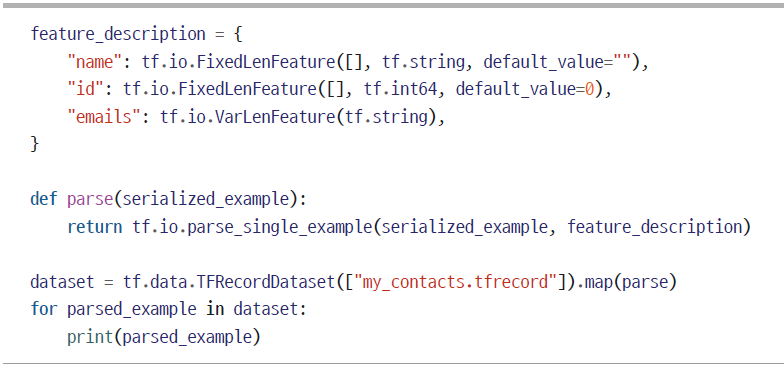 feature_description = {
    "name": tf.io.FixedLenFeature([], tf.string, default_value=""),
    "id": tf.io.FixedLenFeature([], tf.int64, default_value=0),
    "emails": tf.io.VarLenFeature(tf.string),
}

def parse(serialized_example):
    return tf.io.parse_single_example(serialized_example, feature_description)

dataset = tf.data.TFRecordDataset(["my_contacts.tfrecord"]).map(parse)
for parsed_example in dataset:
    print(parsed_example)